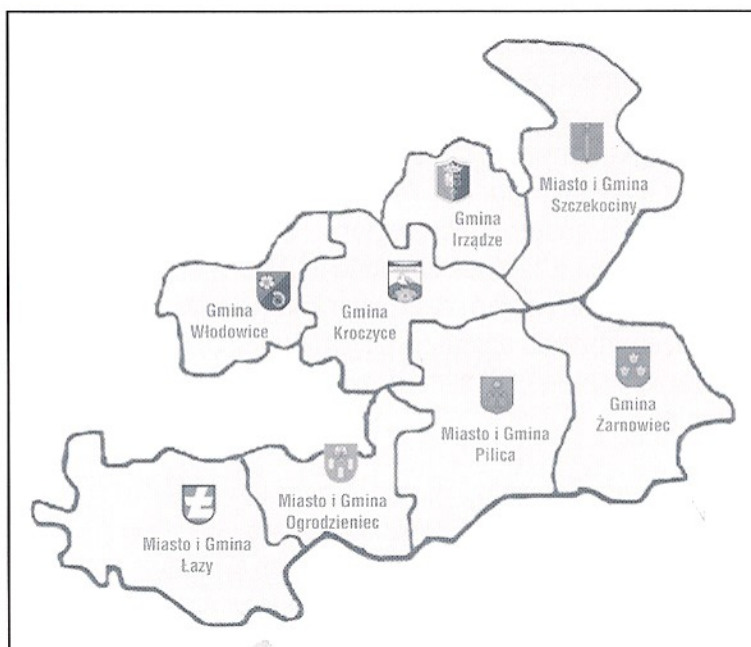 Miasto i Gmina
Szczekociny
Gmina
Irządze
Gmina
Włodowice
Gmina
Kroczyce
Gmina
Żarnowiec
Miasto i Gmina
Pilica
Miasto i Gmina
Ogrodzieniec
Miasto i Gmina
Łazy